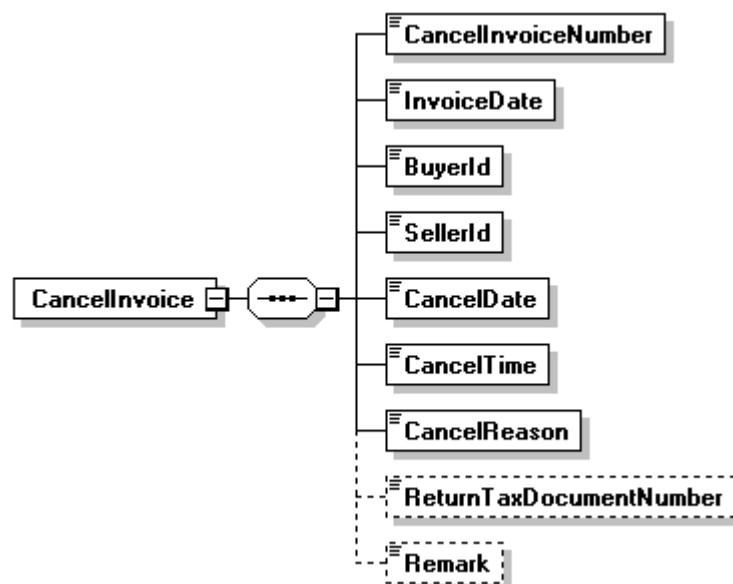 CancelInvoiceNumber
InvoiceDate
BuyerId
SellerId
CancelInvoice
CancelDate
CancelTime
CancelReason
ReturnTaxDocumentNumber
Remark